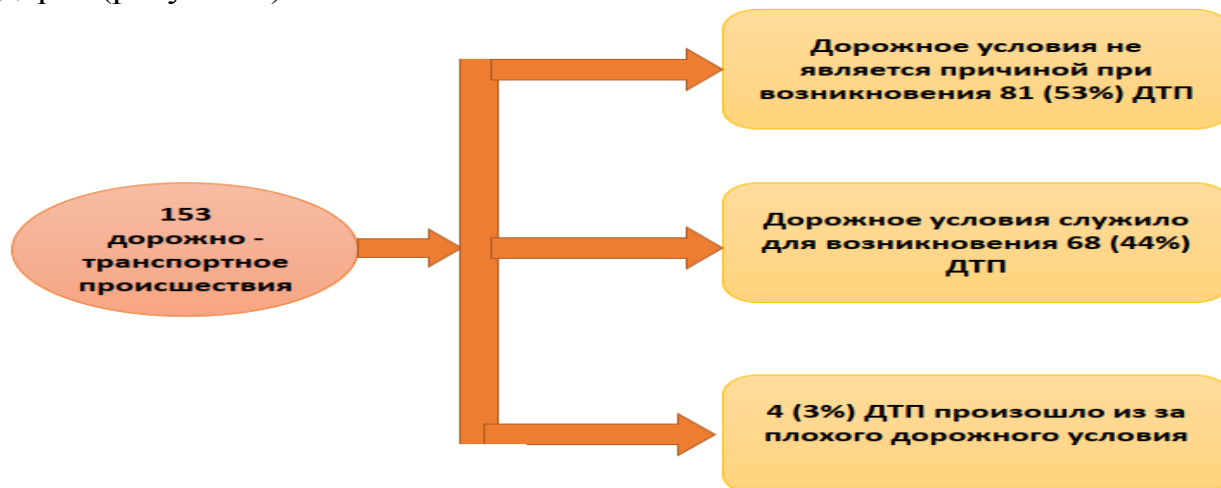 153
дорожно -
транспортное
происшествия
Дорожное условия не
является причиной при
возникновения 81 (53%) ДТП
Дорожное условия служило
для возникновения 68 (44%)
ДТП
4 (3%) ДТП произошло из за
плохого дорожного условия